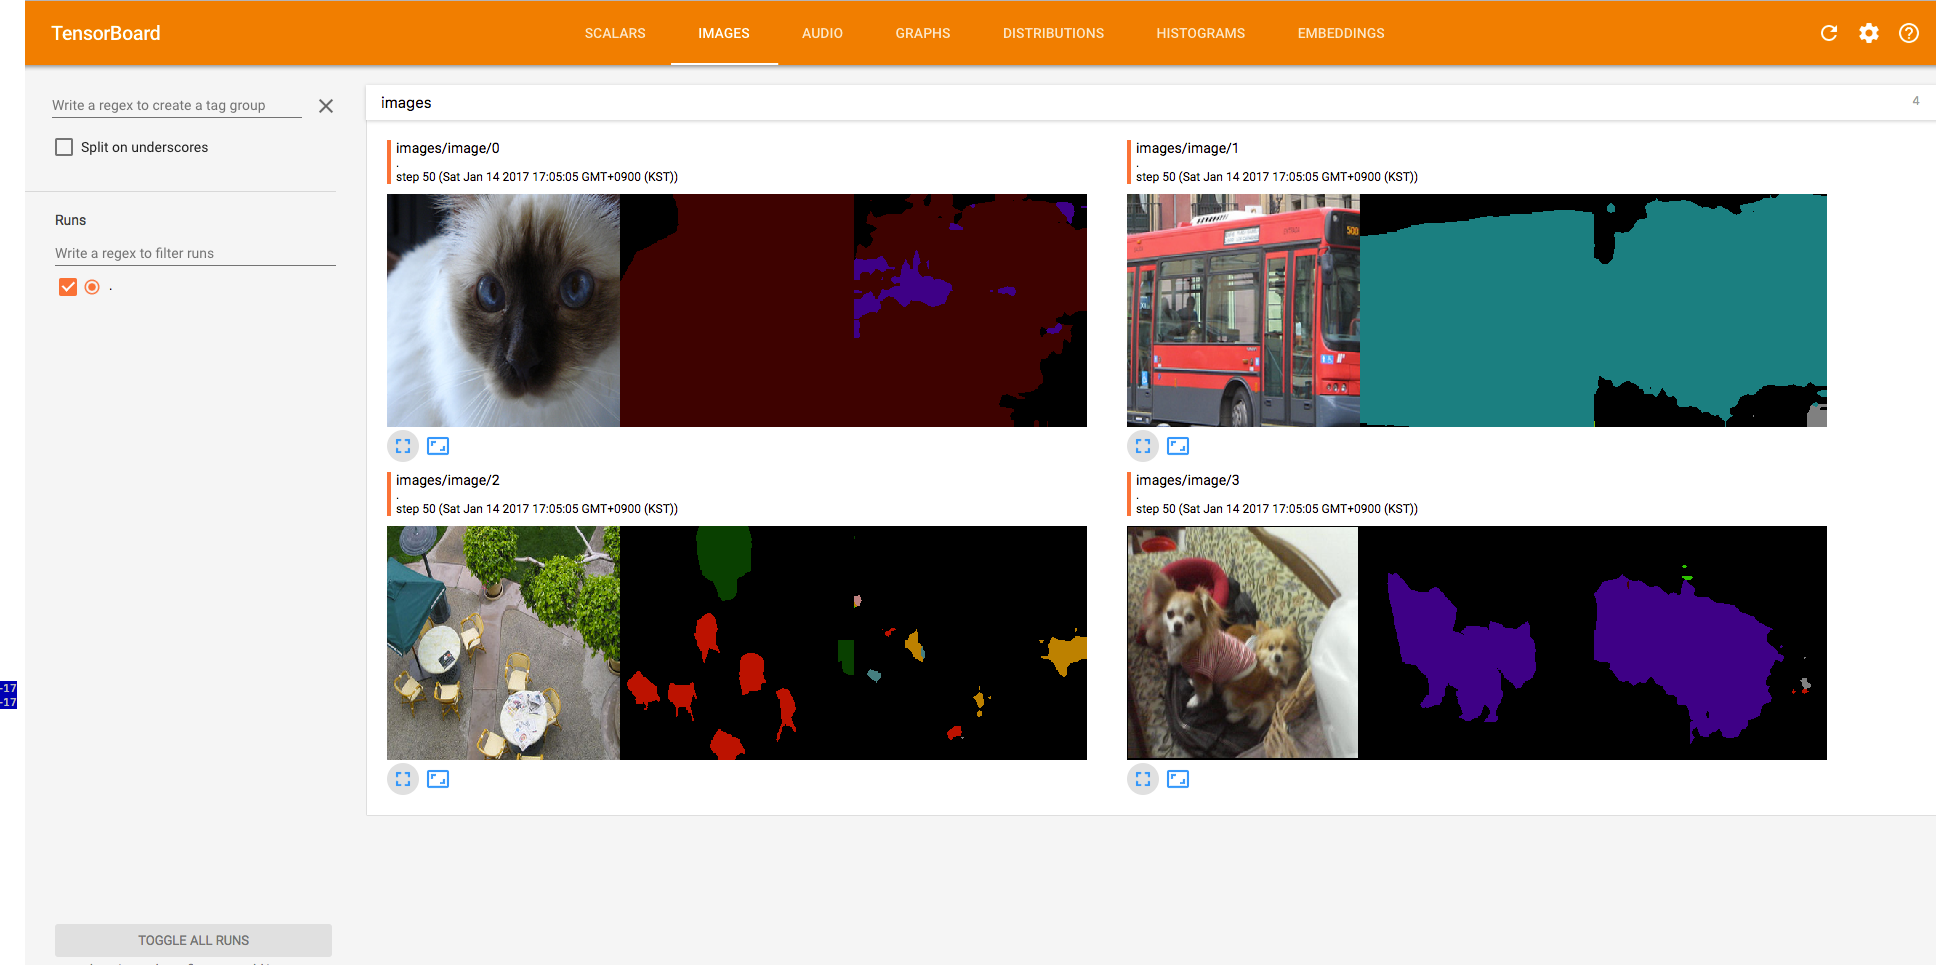 TensorBoard
SCALARS
IMAGES
AUDIO
GRAPHS
DISTRIBUTIONS
HISTOGRAMS
EMBEDDINGS
Write a regex to create a tag group
Split on underscores
Runs
Write a regex to filter runs
.
TOGGLE ALL RUNS
images
4
images/image/0
.
step 50 (Sat Jan 14 2017 17:05:05 GMT+0900 (KST))
images/image/1
.
step 50 (Sat Jan 14 2017 17:05:05 GMT+0900 (KST))
500
images/image/2
.
step 50 (Sat Jan 14 2017 17:05:05 GMT+0900 (KST))
images/image/3
.
step 50 (Sat Jan 14 2017 17:05:05 GMT+0900 (KST))
-17
-17